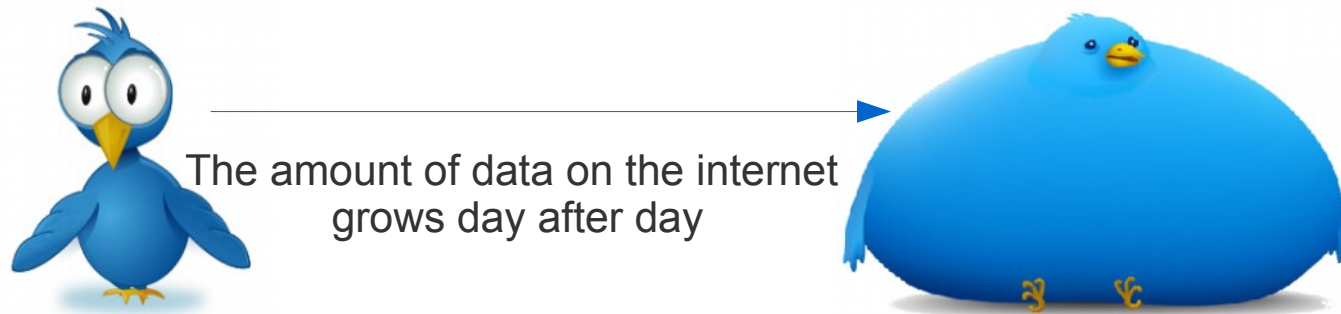 The amount of data on the internet
grows day after day